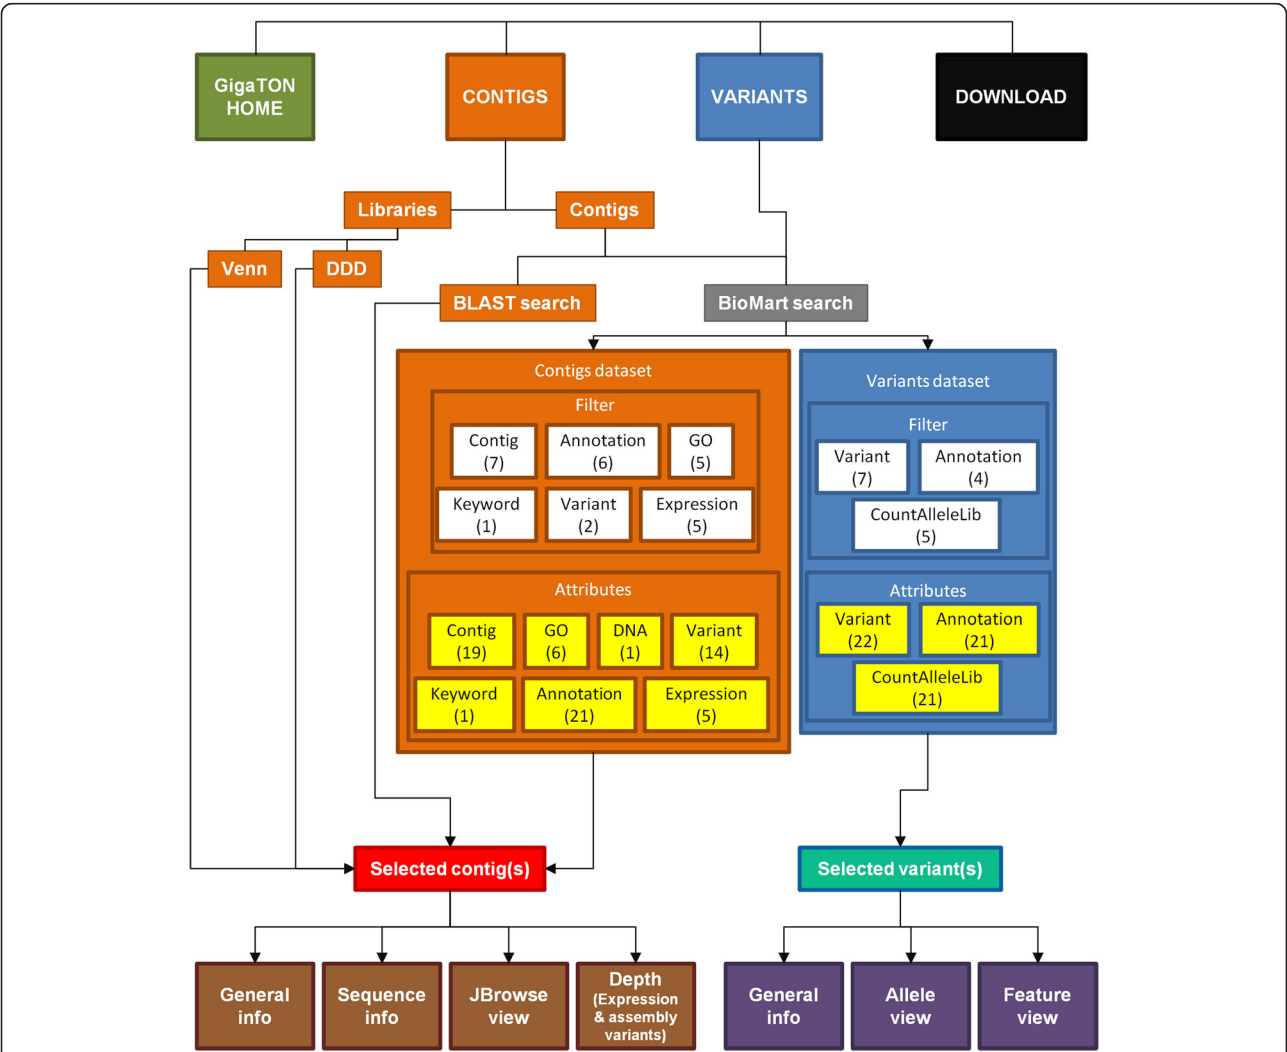 GigaTON
HOME
CONTIGS
VARIANTS
DOWNLOAD
Libraries
Contigs
Venn
DDD
BLAST search
BioMart search
Contigs dataset
Filter
Contig
(7)
Annotation
(6)
GO
(5)
Keyword
(1)
Variant
(2)
Expression
(5)
Attributes
Contig
(19)
GO
(6)
DNA
(1)
Variant
(14)
Keyword
(1)
Annotation
(21)
Expression
(5)
Variants dataset
Filter
Variant
(7)
Annotation
(4)
CountAlleleLib
(5)
Attributes
Variant
(22)
Annotation
(21)
CountAlleleLib
(21)
Selected contig(s)
Selected variant(s)
General
info
Sequence
info
JBrowse
view
Depth
(Expression
& assembly
variants)
General
info
Allele
view
Feature
view